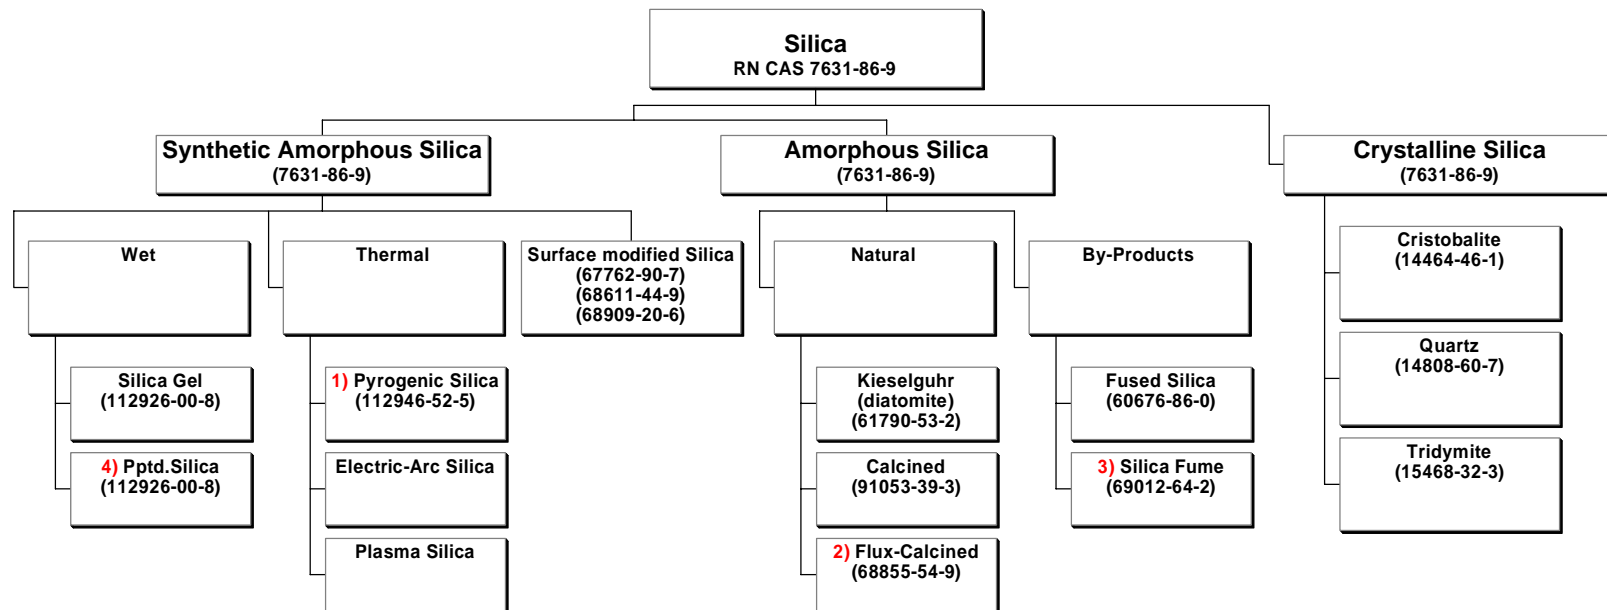 Silica
RN CAS 7631-86-9
Synthetic Amorphous Silica
(7631-86-9)
Amorphous Silica
(7631-86-9)
Crystalline Silica
(7631-86-9)
Wet
Thermal
Surface modified Silica
(67762-90-7)
(68611-44-9)
(68909-20-6)
Natural
By-Products
Cristobalite
(14464-46-1)
Quartz
(14808-60-7)
Tridymite
(15468-32-3)
Silica Gel
(112926-00-8)
4) Pptd.Silica
(112926-00-8)
1) Pyrogenic Silica
(112946-52-5)
Electric-Arc Silica
Plasma Silica
Kieselguhr
(diatomite)
(61790-53-2)
Calcined
(91053-39-3)
2) Flux-Calcined
(68855-54-9)
Fused Silica
(60676-86-0)
3) Silica Fume
(69012-64-2)